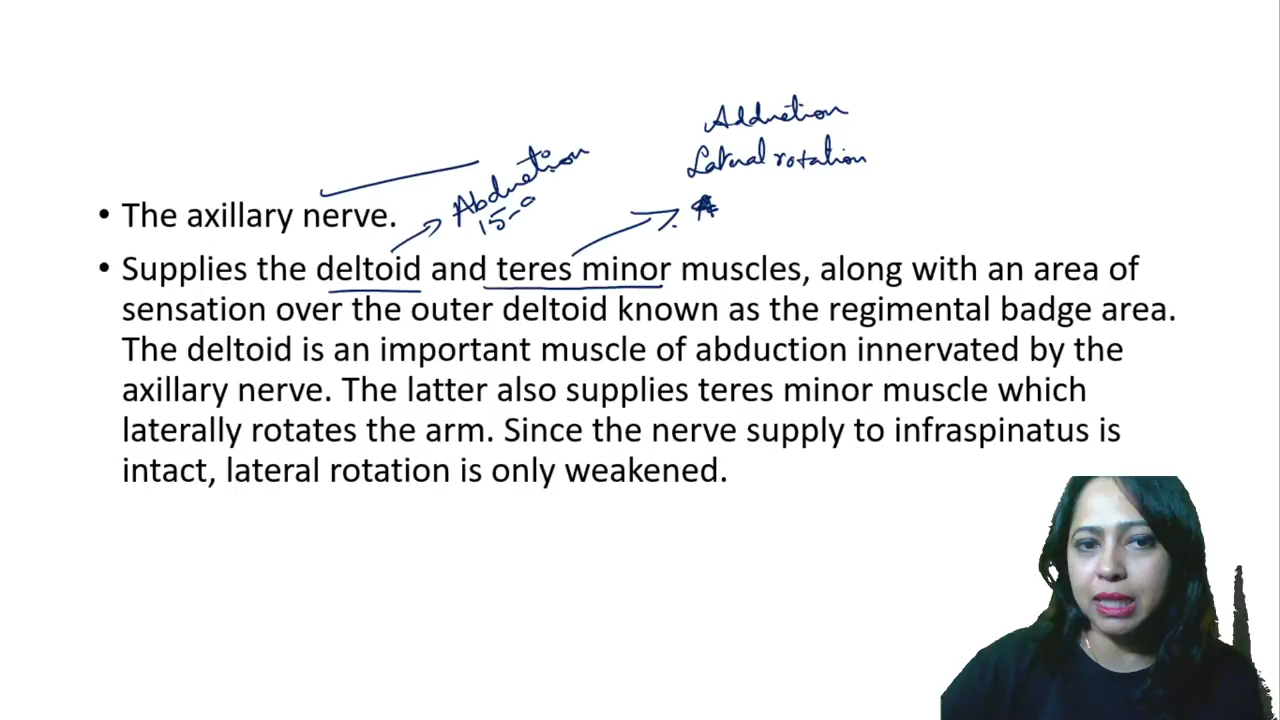 Adduction
Lateral rotation
Abduction
15-9
• The axillary nerve.
• Supplies the deltoid and teres minor muscles, along with an area of
sensation over the outer deltoid known as the regimental badge area.
The deltoid is an important muscle of abduction innervated by the
axillary nerve. The latter also supplies teres minor muscle which
laterally rotates the arm. Since the nerve supply to infraspinatus is
intact, lateral rotation is only weakened.